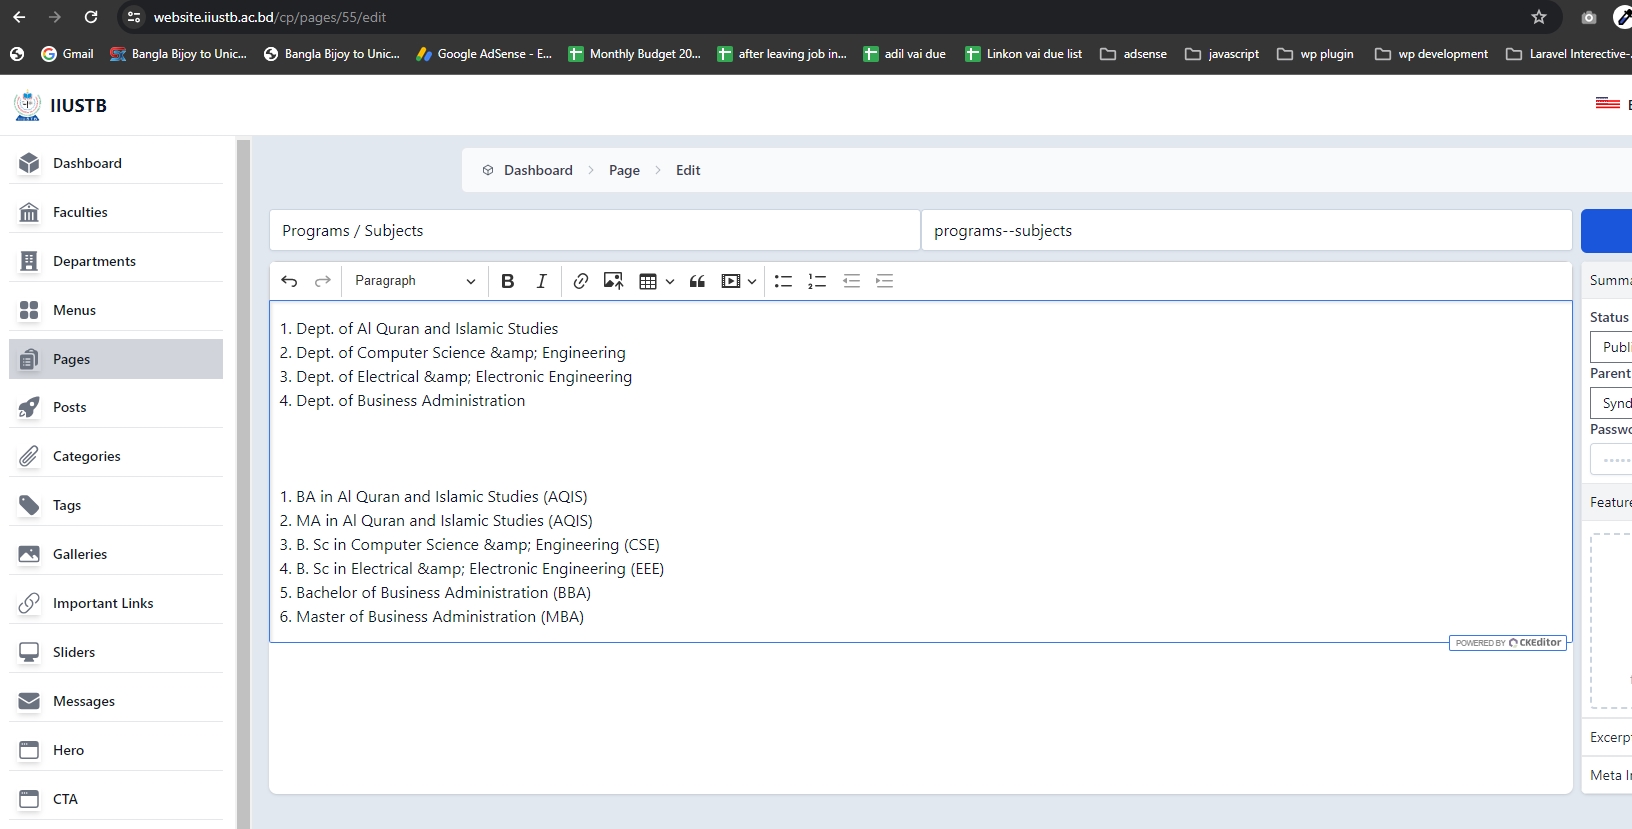 website.iiustb.ac.bd/cp/pages/55/edit
Gmail
Bangla Bijoy to Unic...
Bangla Bijoy to Unic...
Google AdSense - E...
Monthly Budget 20...
after leaving job in...
adil vai due
Linkon vai due list
adsense
javascript
wp plugin
wp development
Laravel Interective-
IIUSTB
Dashboard
Faculties
Departments
Menus
Pages
Posts
Categories
Tags
Galleries
Important Links
Sliders
Messages
Hero
CTA
Dashboard > Page > Edit
Programs / Subjects
programs--subjects
Paragraph
1. Dept. of Al Quran and Islamic Studies
2. Dept. of Computer Science &amp; Engineering
3. Dept. of Electrical &amp; Electronic Engineering
4. Dept. of Business Administration
1. BA in Al Quran and Islamic Studies (AQIS)
2. MA in Al Quran and Islamic Studies (AQIS)
3. B. Sc in Computer Science &amp; Engineering (CSE)
4. B. Sc in Electrical &amp; Electronic Engineering (EEE)
5. Bachelor of Business Administration (BBA)
6. Master of Business Administration (MBA)
POWERED BY CKEditor
Summa
Status
Publi
Parent
Synd
Passwo
Feature
Excerp
Meta I